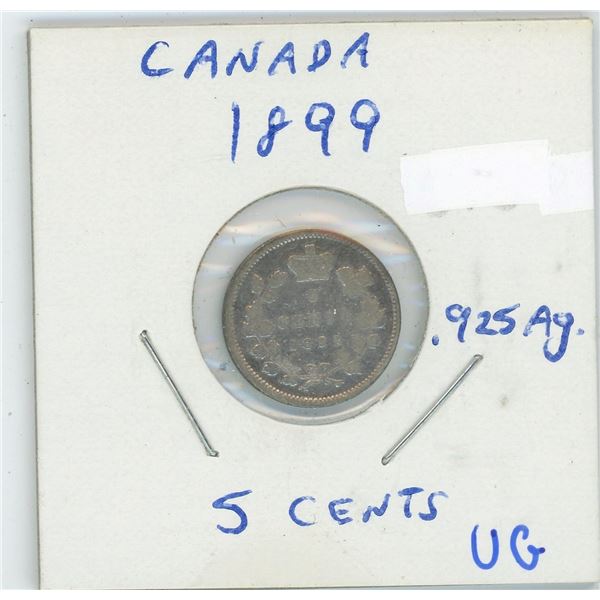 CANADA
1899
.925 Ag.
5 CENTS
VG